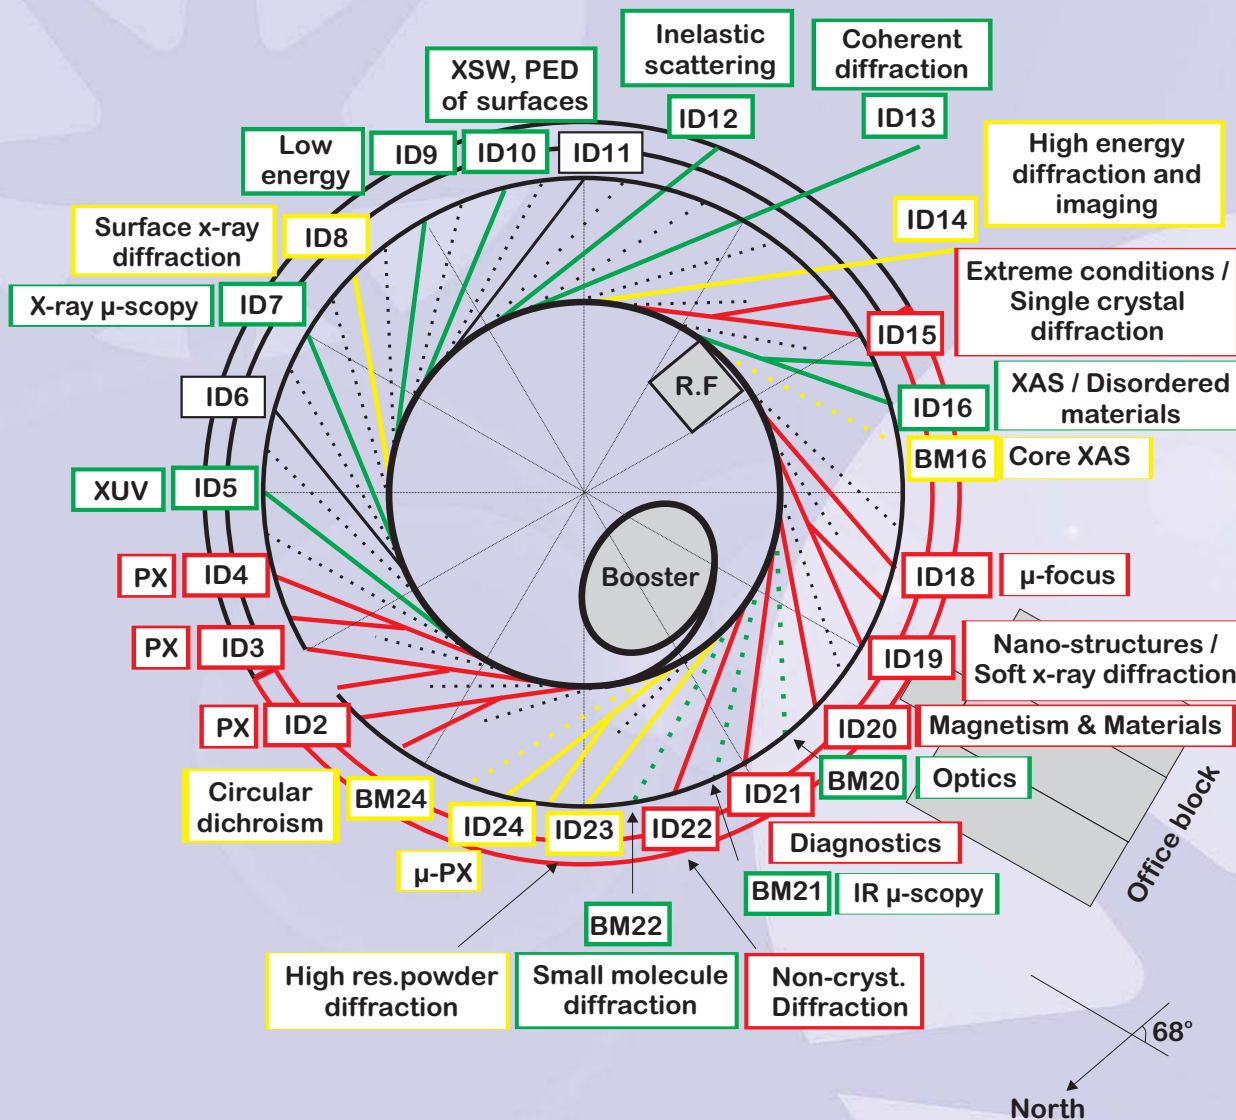 Inelastic
scattering
Coherent
diffraction
XSW, PED
of surfaces
ID12
ID13
Low
energy
ID9
ID10
ID11
High energy
diffraction and
imaging
ID14
Surface x-ray
diffraction
ID8
X-ray µ-scopy
ID7
Extreme conditions /
Single crystal
diffraction
ID15
R.F
ID6
ID16
XAS / Disordered
materials
BM16
Core XAS
XUV
ID5
PX
ID4
Booster
ID18
µ-focus
PX
ID3
ID19
Nano-structures /
Soft x-ray diffraction
PX
ID2
ID20
Magnetism & Materials
Circular
dichroism
BM24
ID24
ID23
ID22
ID21
BM20
Optics
Office block
µ-PX
Diagnostics
BM21
IR µ-scopy
BM22
High res.powder
diffraction
Small molecule
diffraction
Non-cryst.
Diffraction
68°
North